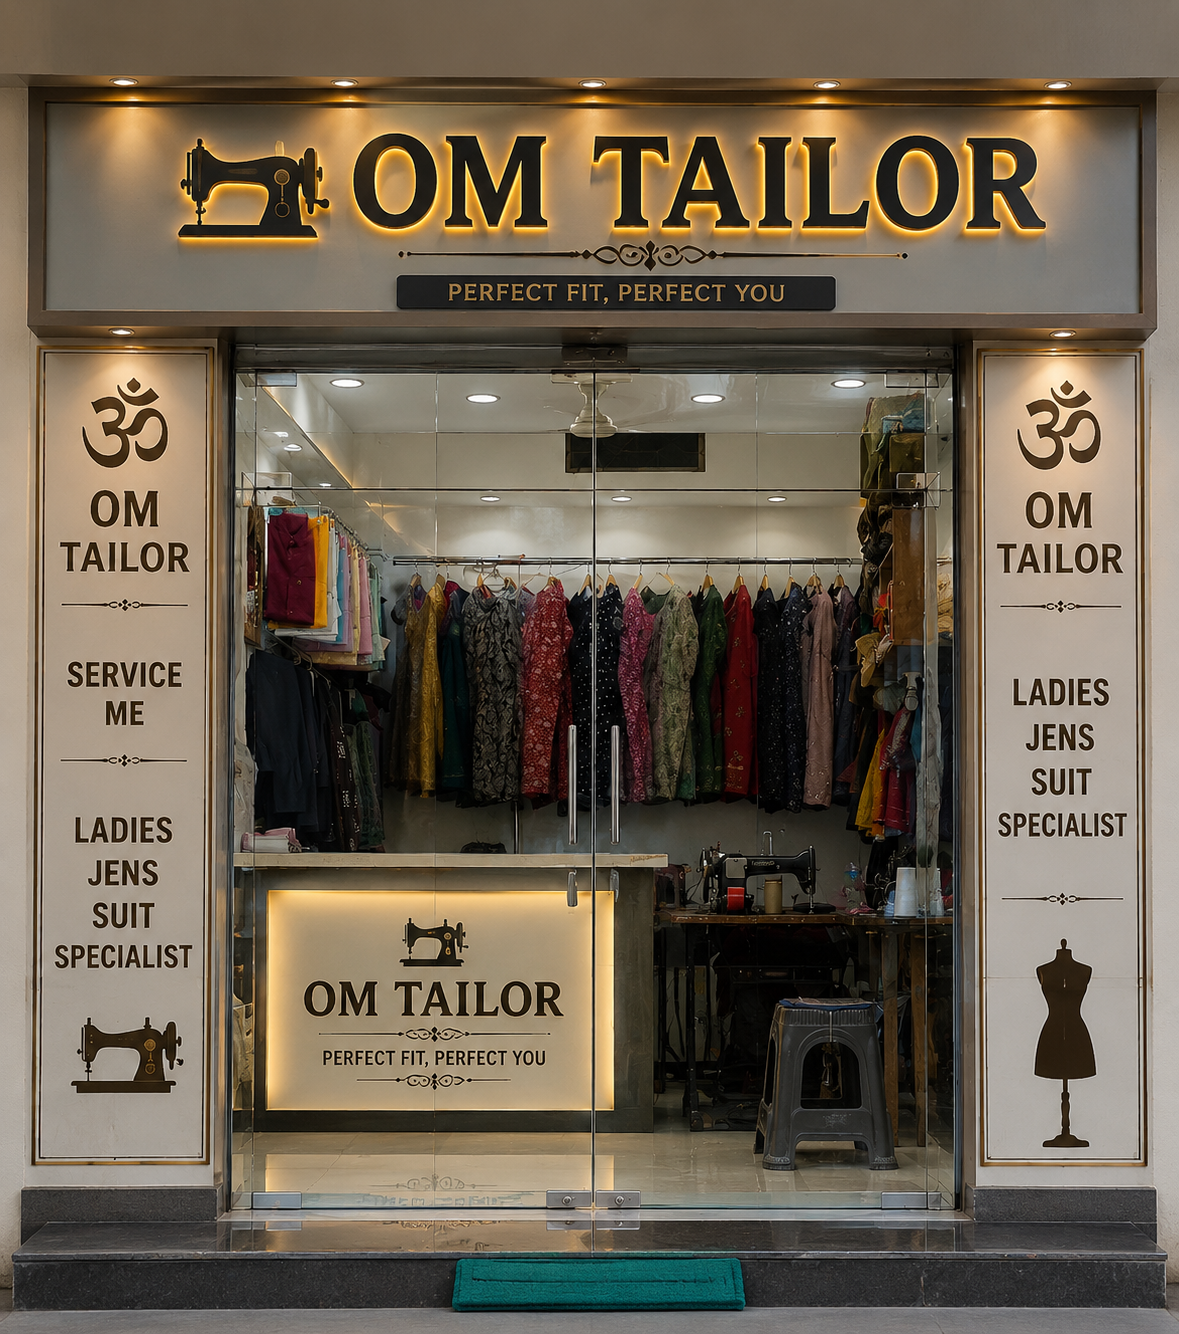 OM TAILOR
PERFECT FIT, PERFECT YOU
ॐ
OM
TAILOR
SERVICE
ME
LADIES
JENS
SUIT
SPECIALIST
ॐ
OM
TAILOR
LADIES
JENS
SUIT
SPECIALIST
OM TAILOR
PERFECT FIT, PERFECT YOU